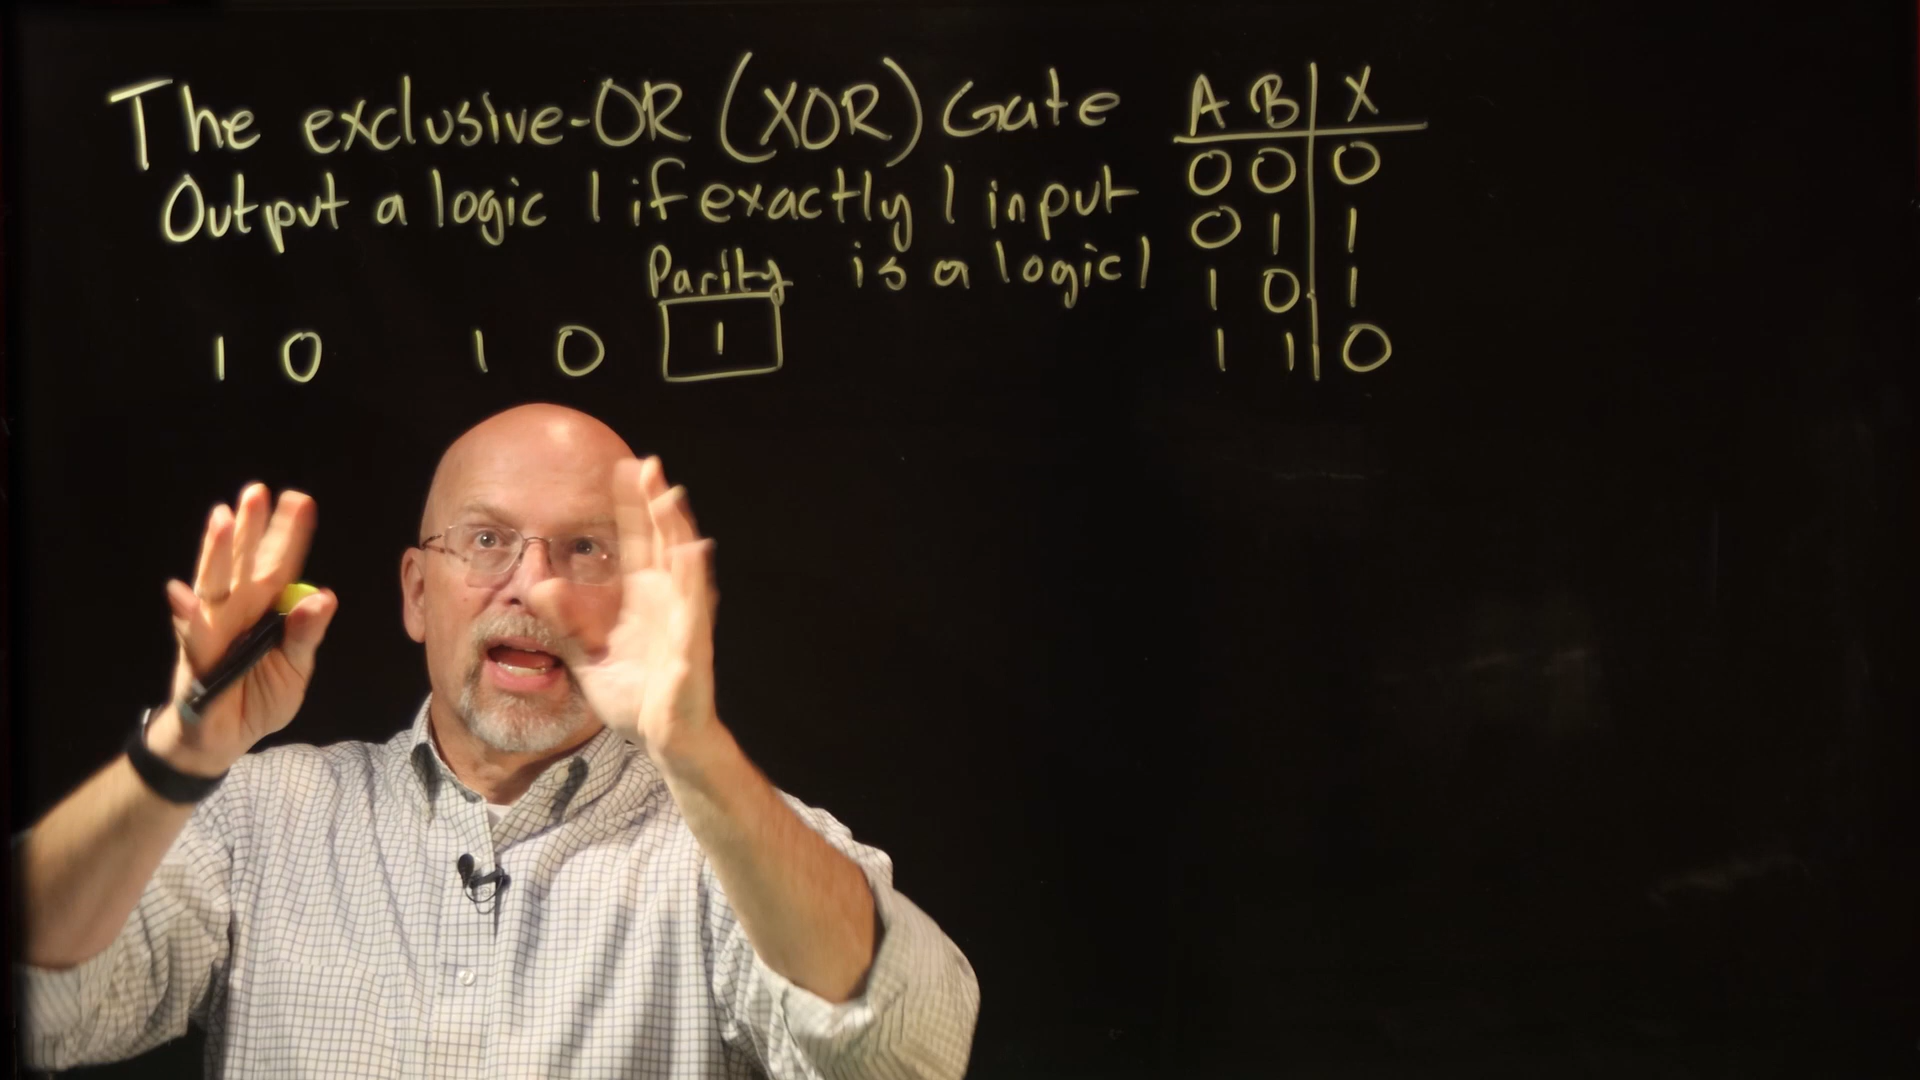 The exclusive-OR (XOR) Gate
Output a logic 1 if exactly 1 input
is a logic 1
Parity
1 0 1 0 1
A B X
0 0 0
0 1 1
1 0 1
1 1 0